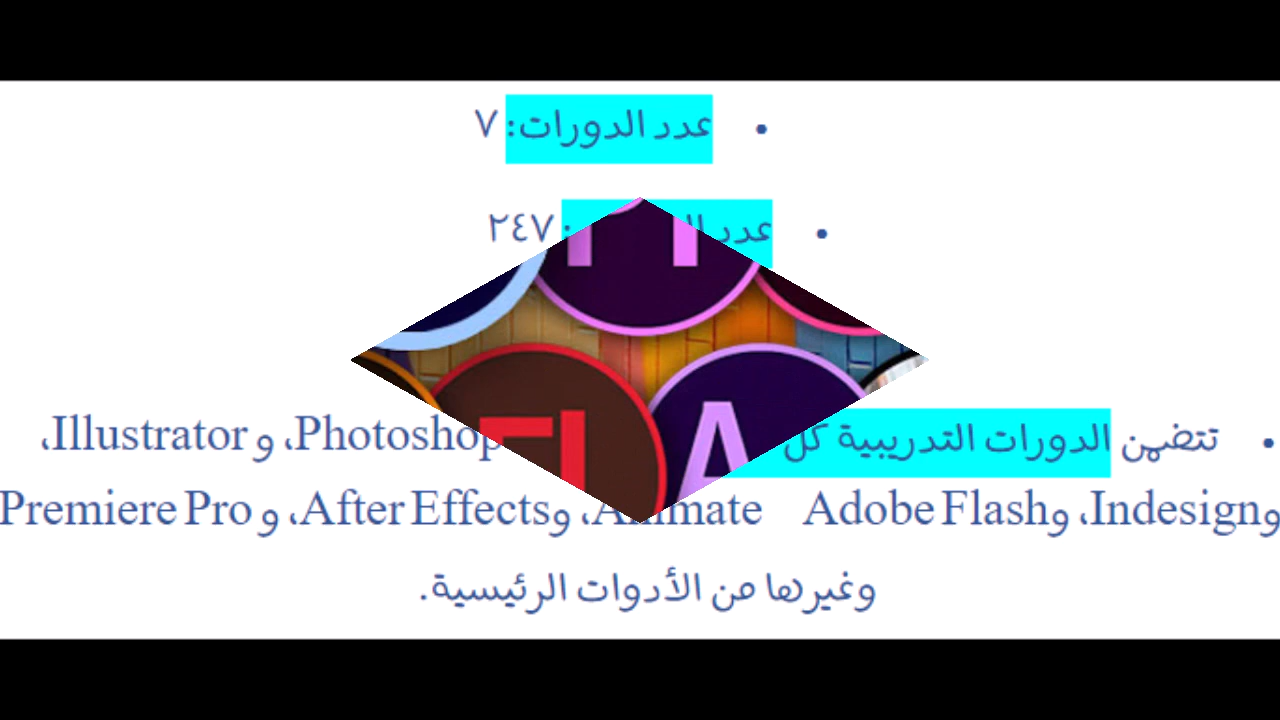 • عدد الدورات: ٧
• عدد ٢٤٧
• تتضمن الدورات التدريبية كل Photoshop، و Illustrator،
وIndesign، وAdobe Flash Animate، وAfter Effects، و Premiere Pro
وغيرها من الأدوات الرئيسية.